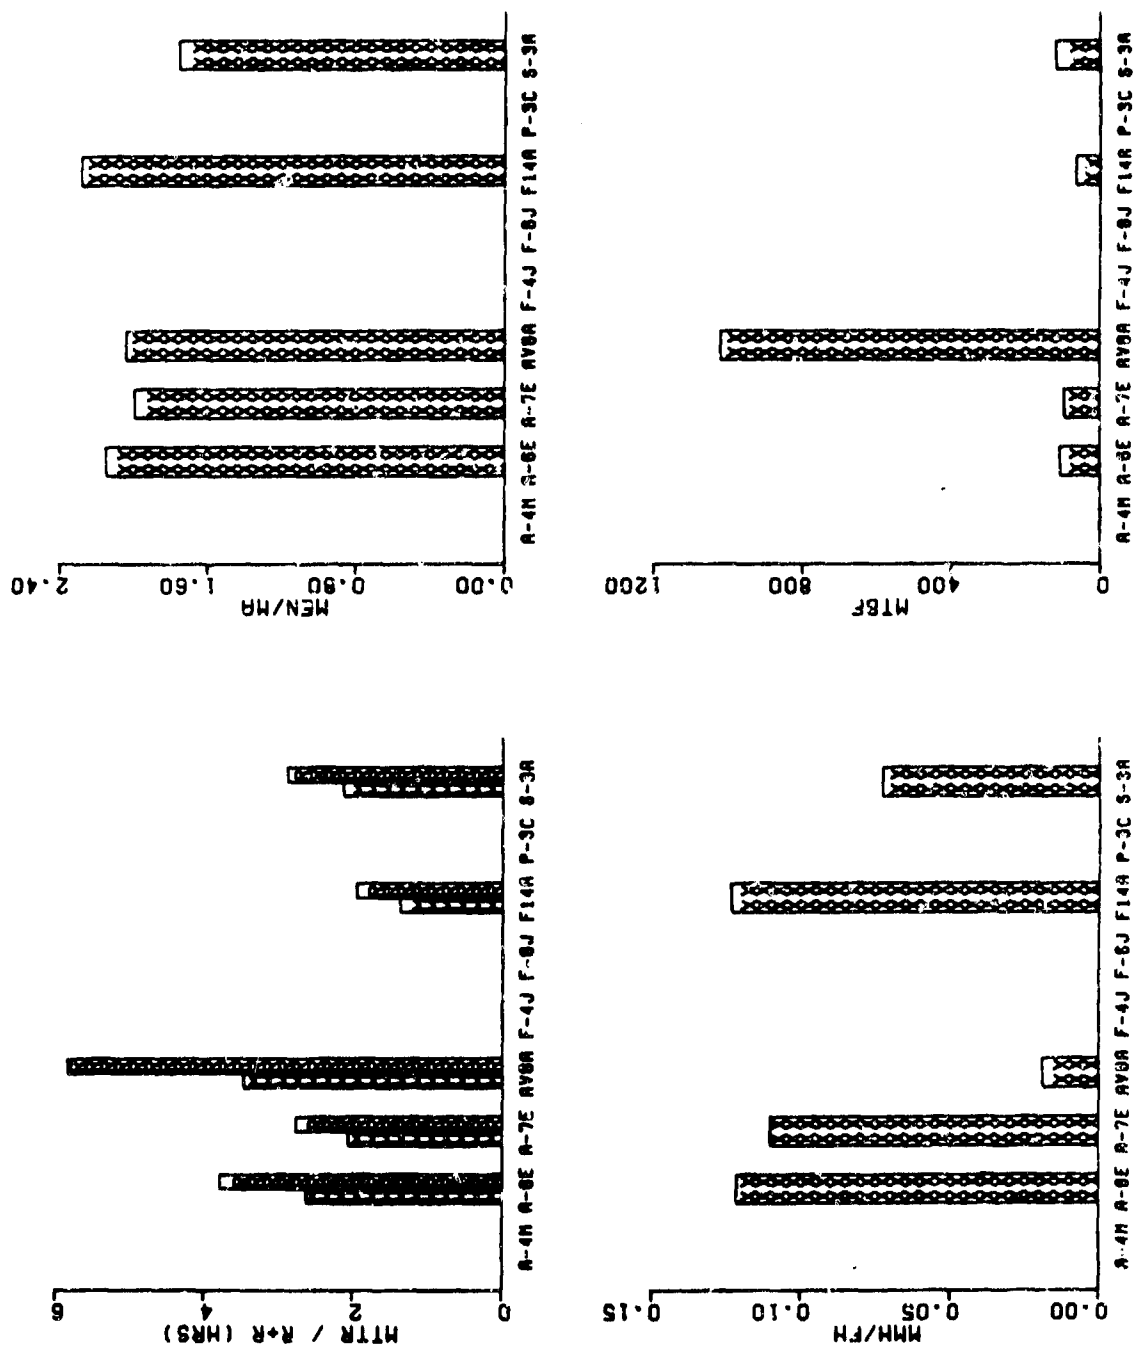 6 4 2 0
MTTR / R+R (HRS)
A-4M A-6E A-7E AV8A F-4J F-8J F14A P-3C S-3A
2.40 1.60 0.80 0.00
MEN/MA
A-4M A-6E A-7E AV8A F-4J F-8J F14A P-3C S-3A
0.15 0.10 0.05 0.00
MMH/FH
A-4M A-6E A-7E AV8A F-4J F-8J F14A P-3C S-3A
1200 800 400 0
MTBF
A-4M A-6E A-7E AV8A F-4J F-8J F14A P-3C S-3A